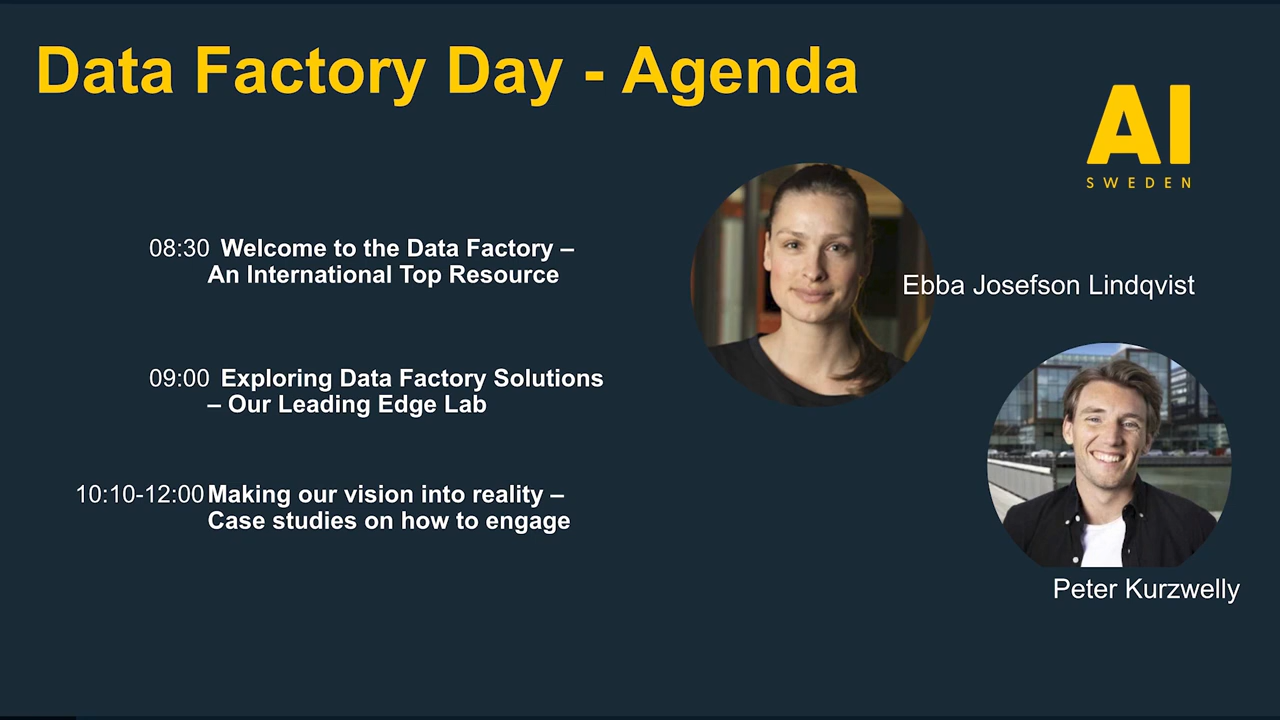 Data Factory Day - Agenda
AI
SWEDEN
08:30 Welcome to the Data Factory –
An International Top Resource
Ebba Josefson Lindqvist
09:00 Exploring Data Factory Solutions
– Our Leading Edge Lab
10:10-12:00 Making our vision into reality –
Case studies on how to engage
Peter Kurzwelly